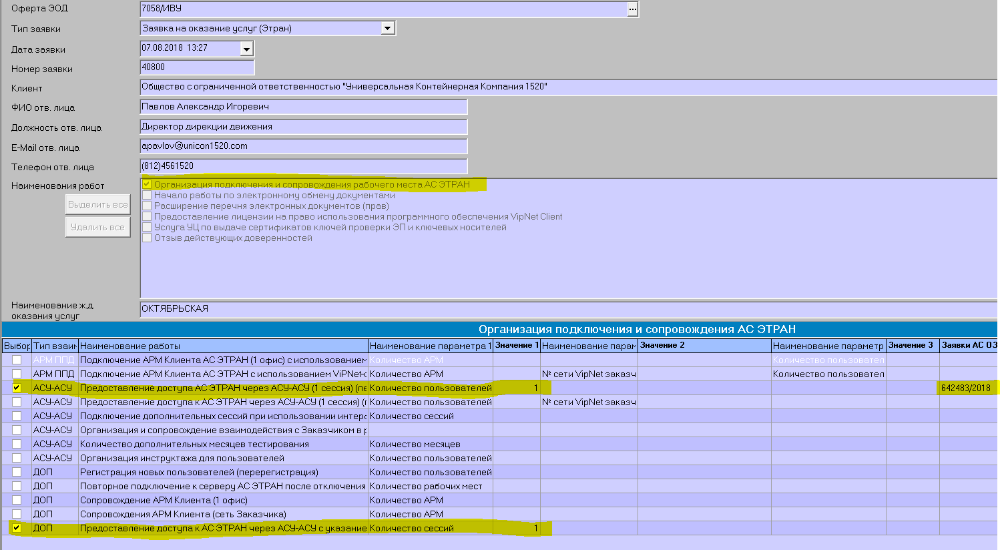 Оферта ЭОД 7058/ИВУ ...
Тип заявки Заявка на оказание услуг (Этран)
Дата заявки 07.08.2018 13:27
Номер заявки 40800
Клиент Общество с ограниченной ответственностью "Универсальная Контейнерная Компания 1520"
ФИО отв. лица Павлов Александр Игоревич
Должность отв. лица Директор дирекции движения
E-Mail отв. лица apavlov@unicon1520.com
Телефон отв. лица (812)4561520
Наименования работ Организация подключения и сопровождения рабочего места АС ЭТРАН
Начало работы по электронному обмену документами
Выделить все Расширение перечня электронных документов (прав)
Предоставление лицензии на право использования программного обеспечения VipNet Client
Удалить все Услуга УЦ по выдаче сертификатов ключей проверки ЭП и ключевых носителей
Отзыв действующих доверенностей
Наименование ж.д. ОКТЯБРЬСКАЯ
оказания услуг
Организация подключения и сопровождения АС ЭТРАН
Выбор Тип взаим Наименование работы Наименование параметра 1 Значение 1 Наименование парам Значение 2 Наименование параметр Значение 3 Заявки АС ОЗ
АРМ ППД Подключение АРМ Клиента АС ЭТРАН (1 офис) с использованием Количество АРМ Количество пользовател
АРМ ППД Подключение АРМ Клиента АС ЭТРАН с использованием ViPNet-с Количество АРМ № сети VipNet заказч Количество пользовател
АСУ-АСУ Предоставление доступа АС ЭТРАН через АСУ-АСУ (1 сессия) (пе Количество пользователей 1 642483/2018
АСУ-АСУ Предоставление доступа к АС ЭТРАН через АСУ-АСУ (1 сессия) (г Количество пользователей № сети VipNet заказч
АСУ-АСУ Подключение дополнительных сессий при использовании интерс Количество сессий
АСУ-АСУ Организация и сопровождение взаимодействия с Заказчиком в р
АСУ-АСУ Количество дополнительных месяцев тестирования Количество месяцев
АСУ-АСУ Организация инструктажа для пользователей Количество пользователей
ДОП Регистрация новых пользователей (перерегистрация) Количество пользователей
ДОП Повторное подключение к серверу АС ЭТРАН после отключения Количество рабочих мест
ДОП Сопровождение АРМ Клиента (1 офис) Количество АРМ
ДОП Сопровождения АРМ Клиента (сеть Заказчика) Количество АРМ
ДОП Предоставление доступа к АС ЭТРАН через АСУ-АСУ с указание Количество сессий 1